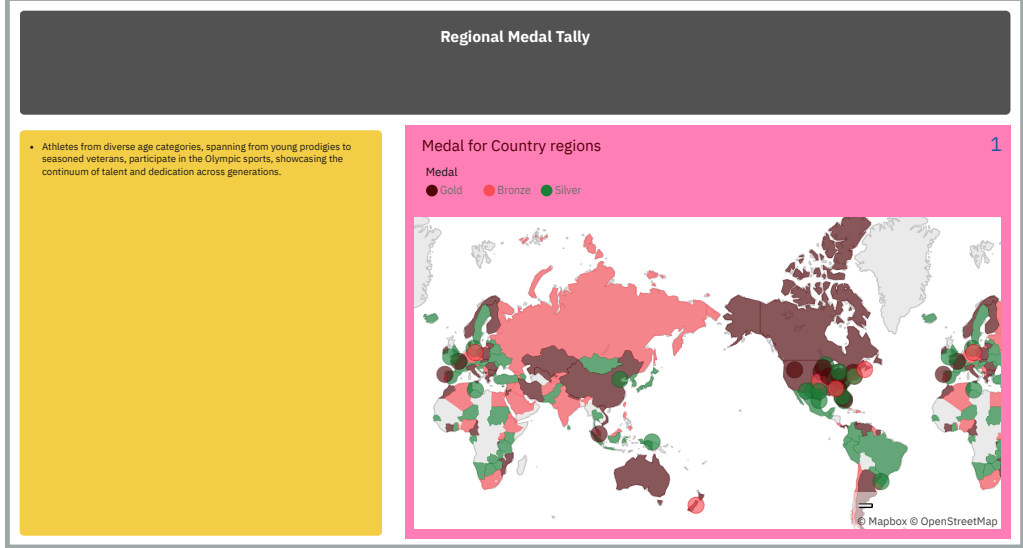 Regional Medal Tally
• Athletes from diverse age categories, spanning from young prodigies to
seasoned veterans, participate in the Olympic sports, showcasing the
continuum of talent and dedication across generations.
Medal for Country regions
1
Medal
Gold Bronze Silver
© Mapbox © OpenStreetMap